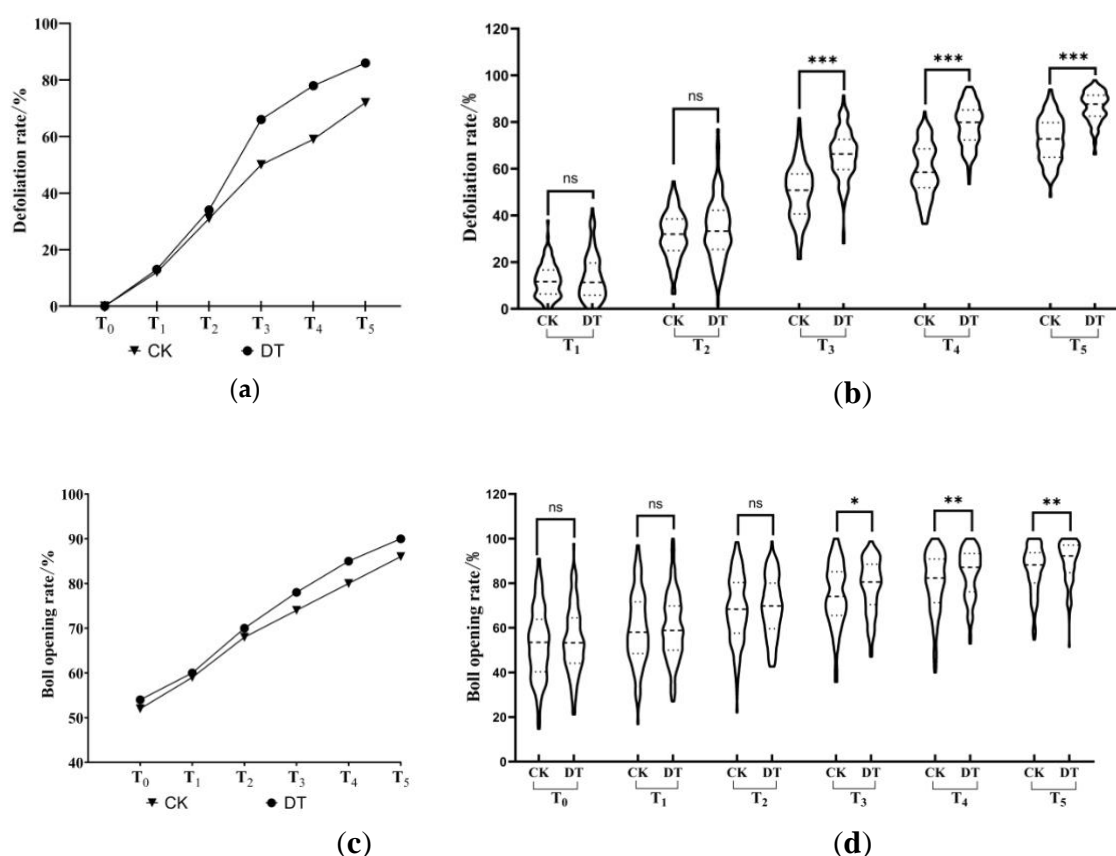 100
80
60
40
20
0
Defoliation rate/%
T₀ T₁ T₂ T₃ T₄ T₅
CK DT
(a)
120
100
80
60
40
20
0
Defoliation rate/%
ns ns *** *** ***
CK DT CK DT CK DT CK DT CK DT
T₁ T₂ T₃ T₄ T₅
(b)
100
90
80
70
60
50
40
Boll opening rate/%
T₀ T₁ T₂ T₃ T₄ T₅
CK DT
(c)
120
100
80
60
40
20
0
Boll opening rate/%
ns ns ns * ** **
CK DT CK DT CK DT CK DT CK DT CK DT
T₀ T₁ T₂ T₃ T₄ T₅
(d)